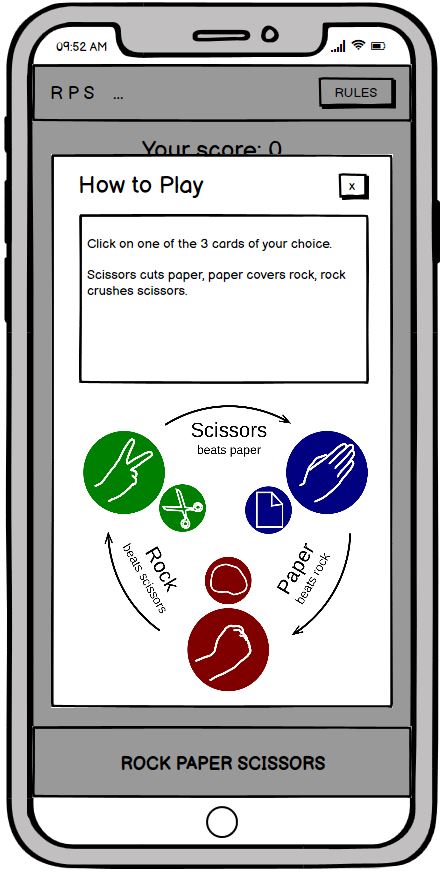 09:52 AM
R P S ...
RULES
Your score: 0
How to Play
x
Click on one of the 3 cards of your choice.
Scissors cuts paper, paper covers rock, rock
crushes scissors.
Scissors
beats paper
Rock
beats scissors
Paper
beats rock
ROCK PAPER SCISSORS